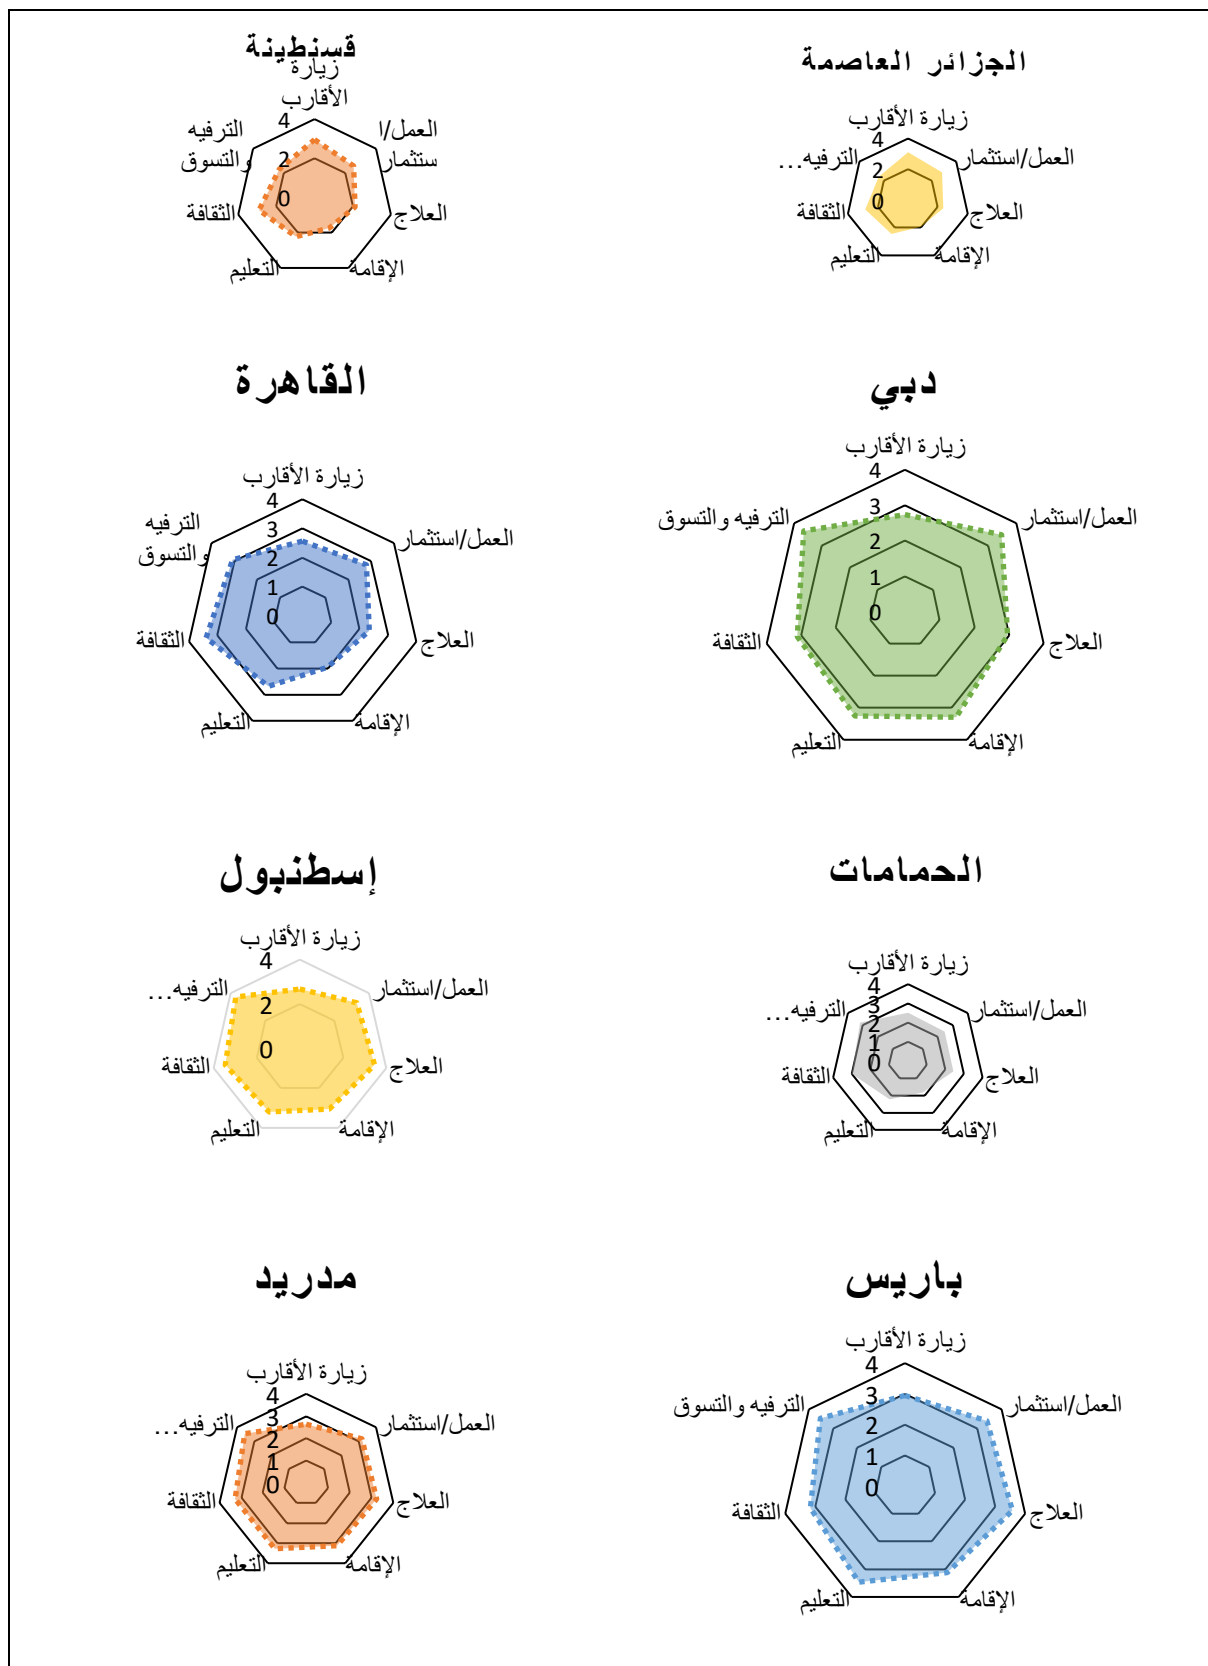 الجزائر العاصمة
زيارة الأقارب
4
العمل/استثمار
الترفيه...
2
0
العلاج
الثقافة
الإقامة
التعليم
قسنطينة
زيارة
الأقارب
4
العمل/ا
ستثمار
الترفيه
والتسوق
2
0
العلاج
الثقافة
الإقامة
التعليم
دبي
زيارة الأقارب
4
العمل/استثمار
الترفيه والتسوق
3
2
1
0
العلاج
الثقافة
الإقامة
التعليم
القاهرة
زيارة الأقارب
4
العمل/استثمار
الترفيه
والتسوق
3
2
1
0
العلاج
الثقافة
الإقامة
التعليم
الحمامات
زيارة الأقارب
4
العمل/استثمار
الترفيه...
3
2
1
0
العلاج
الثقافة
الإقامة
التعليم
إسطنبول
زيارة الأقارب
4
العمل/استثمار
الترفيه...
2
0
العلاج
الثقافة
الإقامة
التعليم
باريس
زيارة الأقارب
4
العمل/استثمار
الترفيه والتسوق
3
2
1
0
العلاج
الثقافة
الإقامة
التعليم
مدريد
زيارة الأقارب
4
العمل/استثمار
الترفيه...
3
2
1
0
العلاج
الثقافة
الإقامة
التعليم